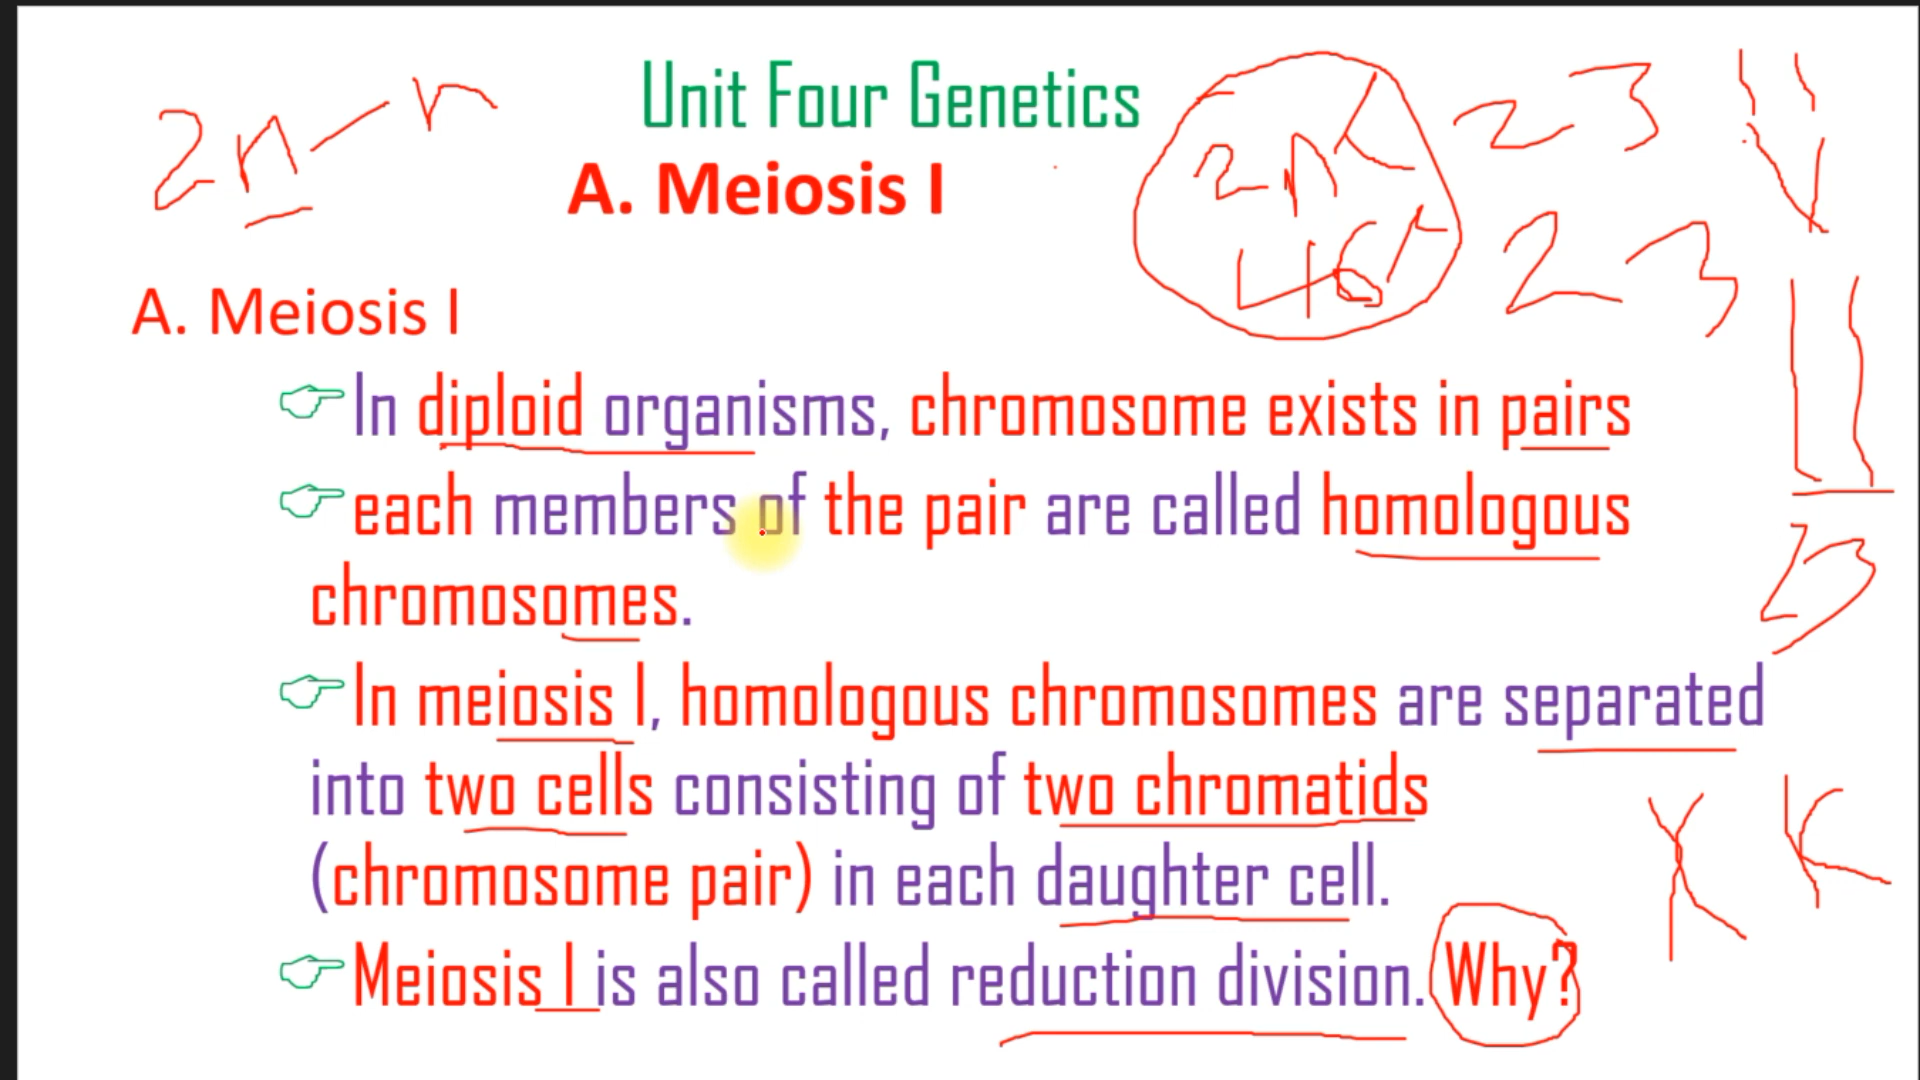 Unit Four Genetics
A. Meiosis I
2n - n
2n
46
23
23
A. Meiosis I
In diploid organisms, chromosome exists in pairs
each members of the pair are called homologous
chromosomes.
In meiosis I, homologous chromosomes are separated
into two cells consisting of two chromatids
(chromosome pair) in each daughter cell.
Meiosis I is also called reduction division. Why?